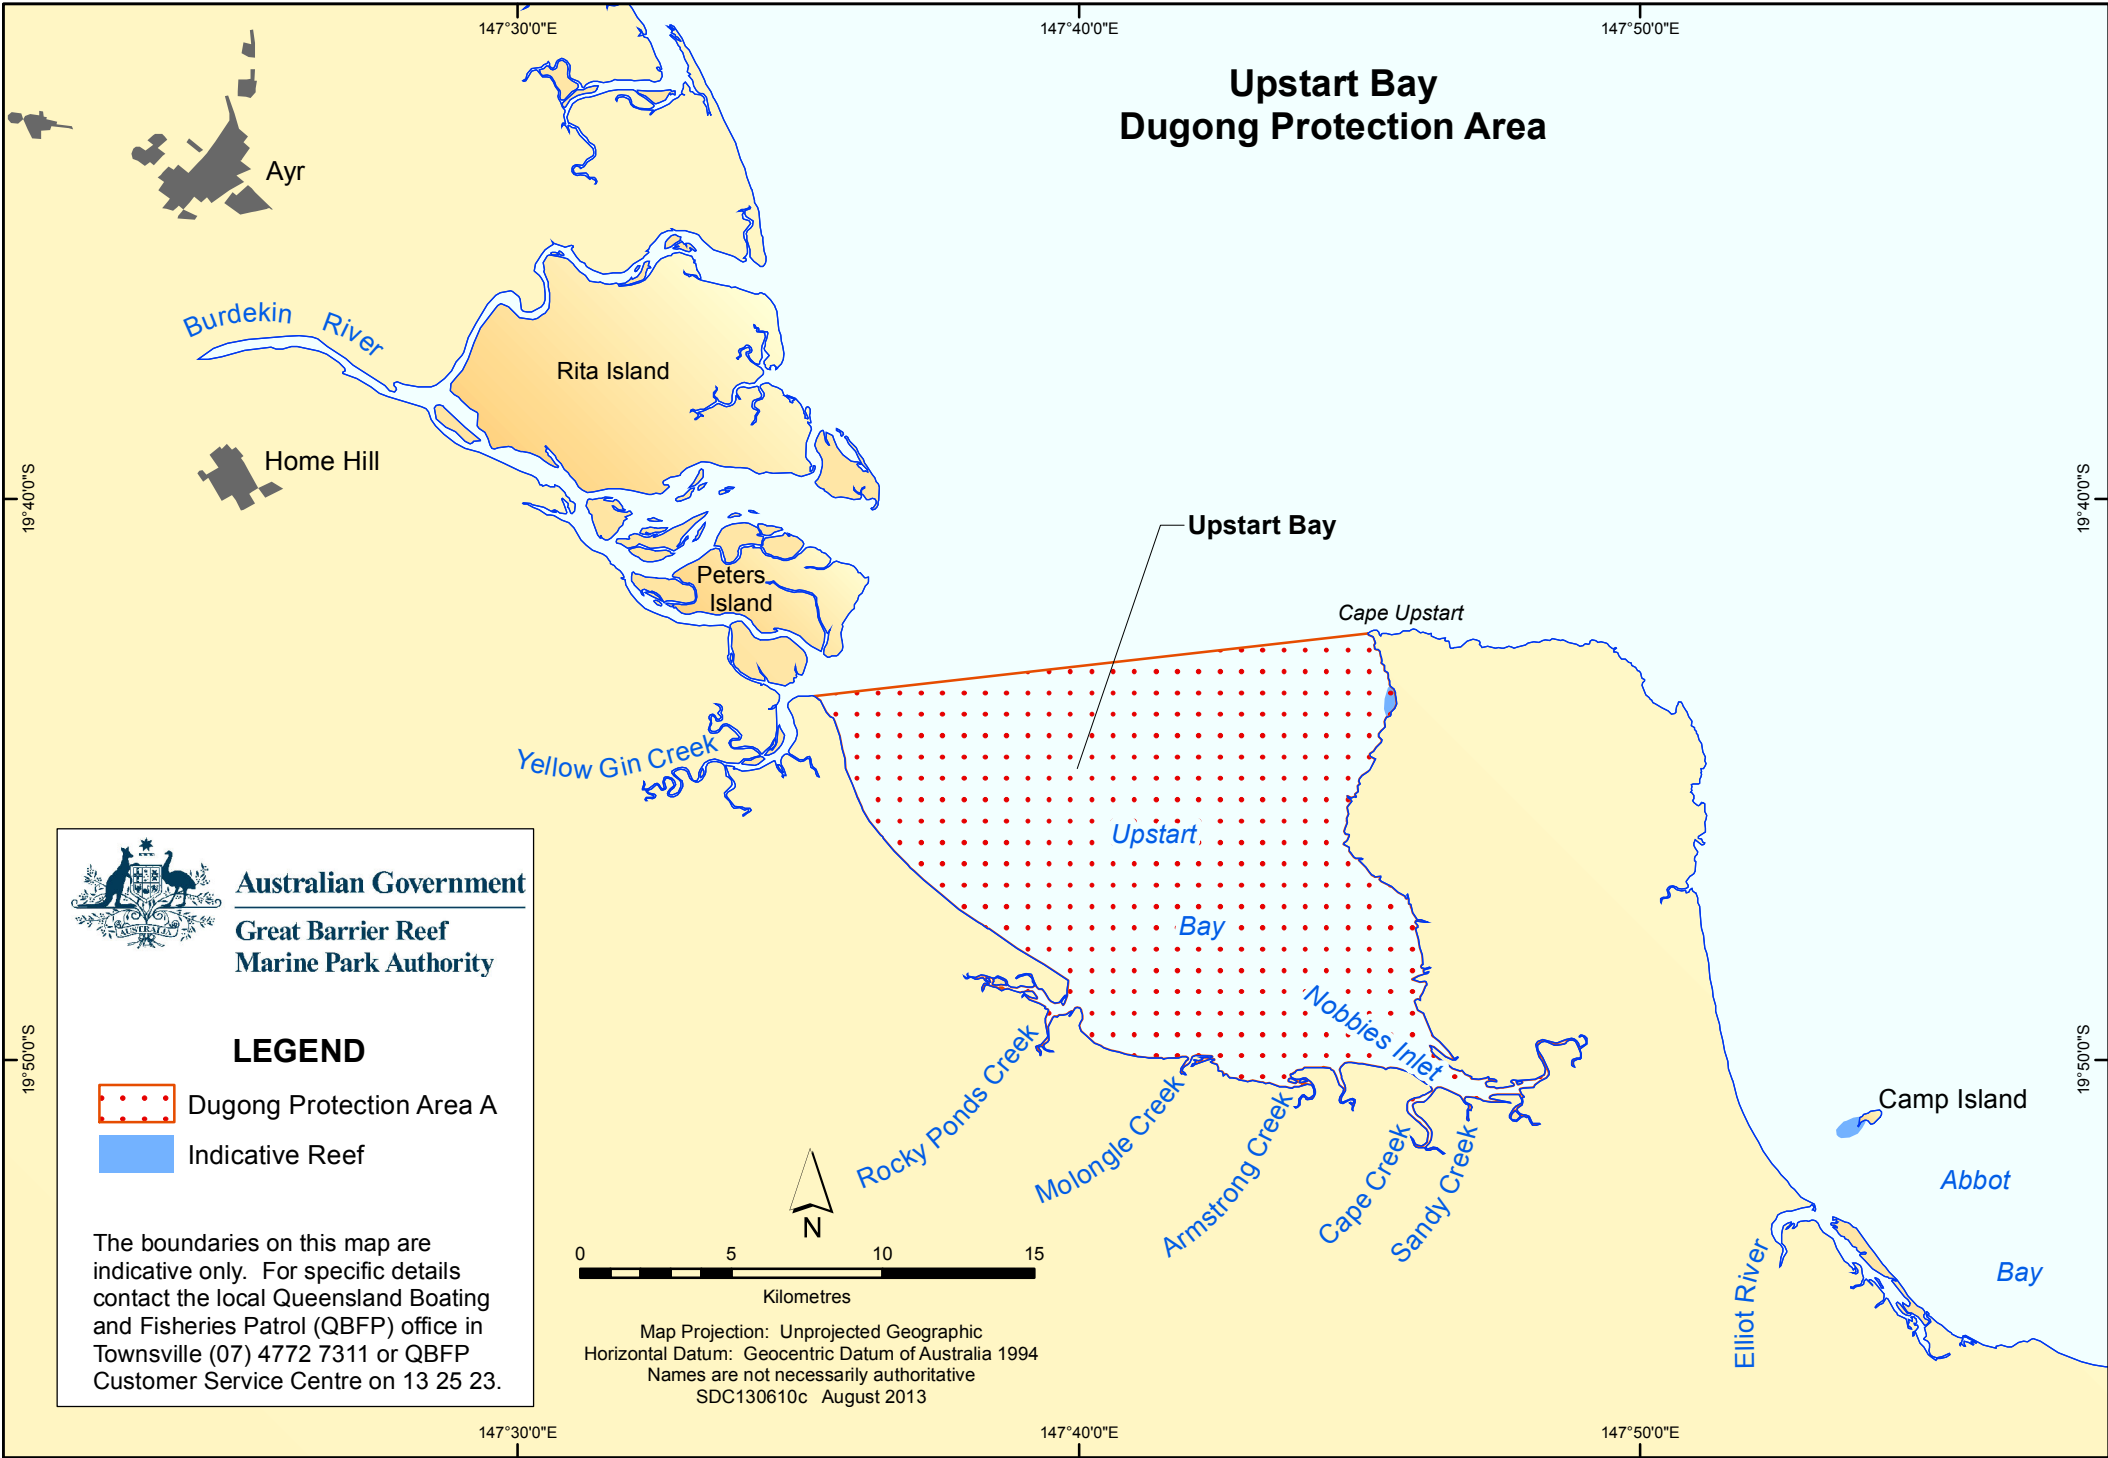 147°30'0"E
147°40'0"E
147°50'0"E
Upstart Bay
Dugong Protection Area
Ayr
Burdekin River
Rita Island
Home Hill
19°40'0"S
19°40'0"S
Upstart Bay
Peters
Island
Cape Upstart
Yellow Gin Creek
Upstart
Bay
Nobbies Inlet
Rocky Ponds Creek
Molongle Creek
Armstrong Creek
Cape Creek
Sandy Creek
19°50'0"S
19°50'0"S
Camp Island
Abbot
Bay
Elliot River
AUSTRALIA
Australian Government
Great Barrier Reef
Marine Park Authority
LEGEND
Dugong Protection Area A
Indicative Reef
The boundaries on this map are
indicative only. For specific details
contact the local Queensland Boating
and Fisheries Patrol (QBFP) office in
Townsville (07) 4772 7311 or QBFP
Customer Service Centre on 13 25 23.
N
0 5 10 15
Kilometres
Map Projection: Unprojected Geographic
Horizontal Datum: Geocentric Datum of Australia 1994
Names are not necessarily authoritative
SDC130610c August 2013
147°30'0"E
147°40'0"E
147°50'0"E